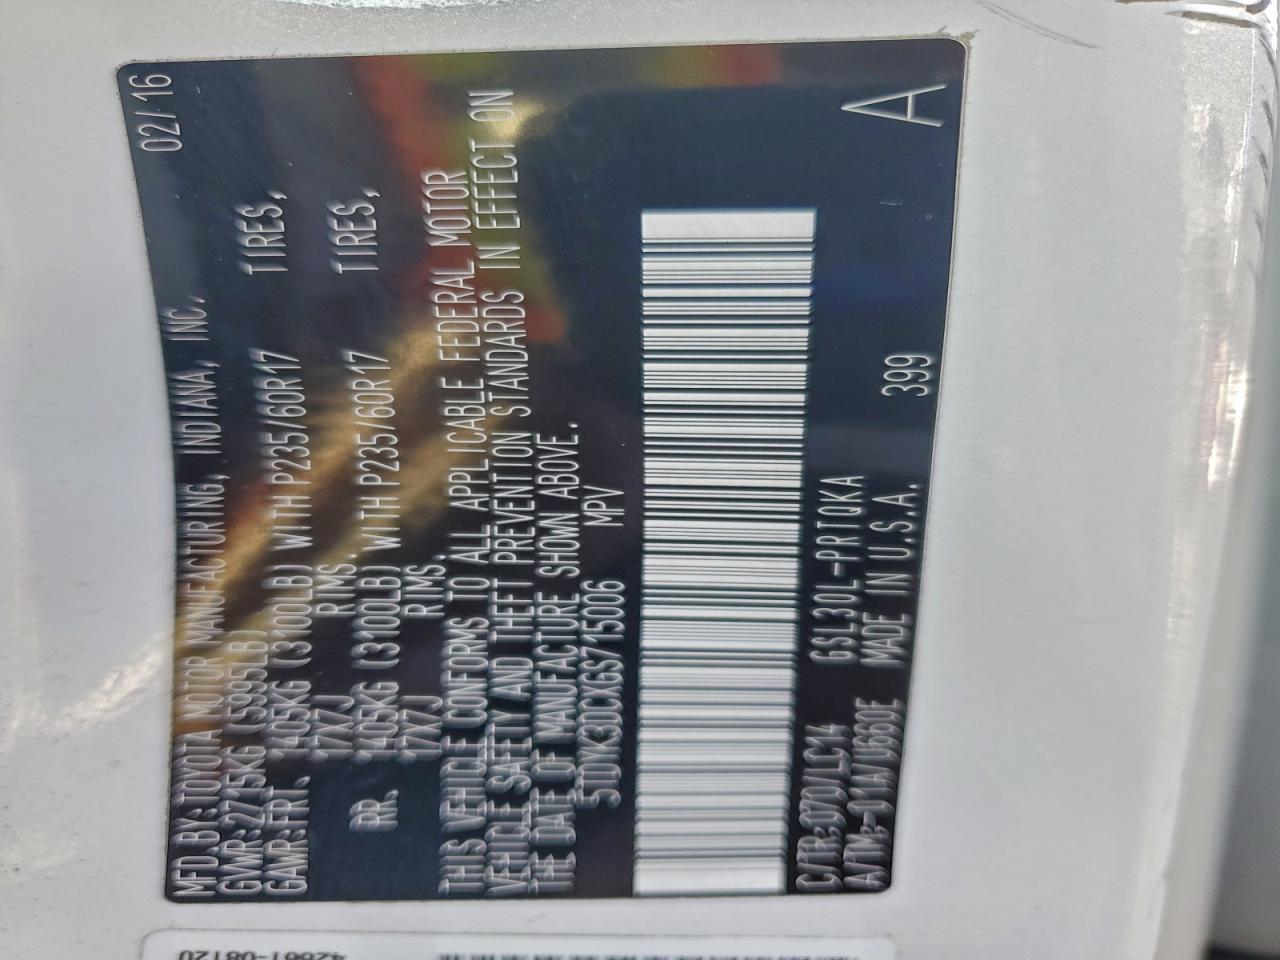 MFD.BY:TOYOTA MOTOR MANUFACTURING, INDIANA, INC. 02/16
GVWR:2715KG (5985LB)
GAWR:FRT. 1405KG (3100LB) WITH P235/60R17 TIRES,
17X7J RIMS.
RR. 1405KG (3100LB) WITH P235/60R17 TIRES,
17X7J RIMS.
THIS VEHICLE CONFORMS TO ALL APPLICABLE FEDERAL MOTOR
VEHICLE SAFETY AND THEFT PREVENTION STANDARDS IN EFFECT ON
THE DATE OF MANUFACTURE SHOWN ABOVE.
5TDYK3DCXGS715006 MPV
C/TR:070/LC14 GSL30L-PRTQKA
A/TM:-01A/U660E MADE IN U.S.A. 399 A
42661-08120